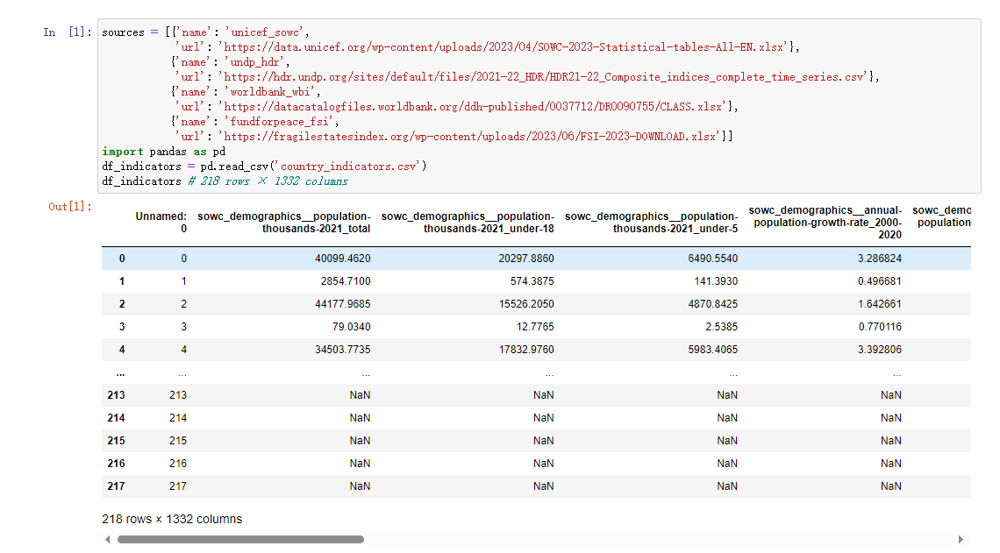 In [1]: sources = [{'name': 'unicef_sowc',
'url': 'https://data.unicef.org/wp-content/uploads/2023/04/SOWC-2023-Statistical-tables-All-EN.xlsx'},
{'name': 'undp_hdr',
'url': 'https://hdr.undp.org/sites/default/files/2021-22_HDR/HDR21-22_Composite_indices_complete_time_series.csv'},
{'name': 'worldbank_wbi',
'url': 'https://datacatalogfiles.worldbank.org/ddh-published/0037712/DR0090755/CLASS.xlsx'},
{'name': 'fundforpeace_fsi',
'url': 'https://fragilestatesindex.org/wp-content/uploads/2023/06/FSI-2023-DOWNLOAD.xlsx'}]
import pandas as pd
df_indicators = pd.read_csv('country_indicators.csv')
df_indicators # 218 rows × 1332 columns
Out[1]:
Unnamed: 0 sowc_demographics__population-thousands-2021_total sowc_demographics__population-thousands-2021_under-18 sowc_demographics__population-thousands-2021_under-5 sowc_demographics__annual-population-growth-rate_2000-2020 sowc_demo population
0 0 40099.4620 20297.8860 6490.5540 3.286824
1 1 2854.7100 574.3875 141.3930 0.496681
2 2 44177.9685 15526.2050 4870.8425 1.642661
3 3 79.0340 12.7765 2.5385 0.770116
4 4 34503.7735 17832.9760 5983.4065 3.392806
... ... ... ... ... ...
213 213 NaN NaN NaN NaN
214 214 NaN NaN NaN NaN
215 215 NaN NaN NaN NaN
216 216 NaN NaN NaN NaN
217 217 NaN NaN NaN NaN
218 rows × 1332 columns